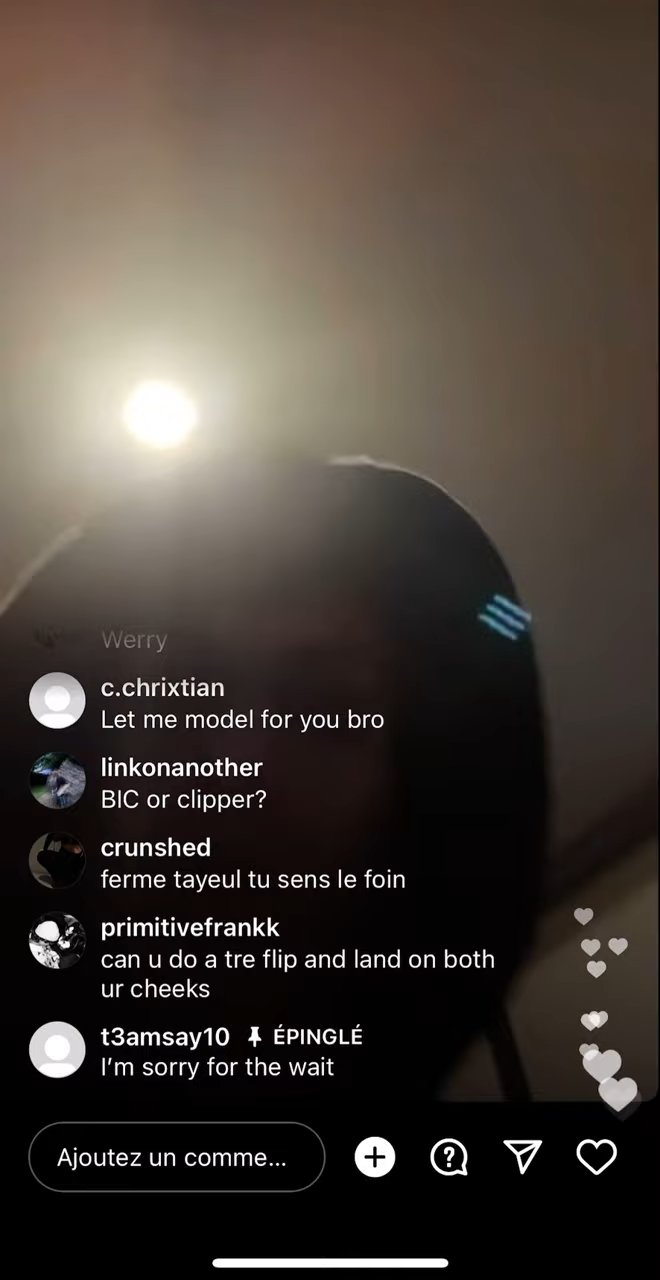 Werry
c.chrixtian
Let me model for you bro
linkonanother
BIC or clipper?
crunshed
ferme tayeul tu sens le foin
primitivefrankk
can u do a tre flip and land on both
ur cheeks
t3amsay10 ÉPINGLÉ
I’m sorry for the wait
Ajoutez un comme...